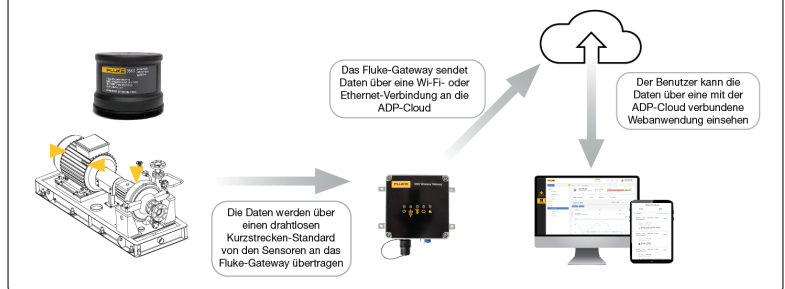 FLUKE
Das Fluke-Gateway sendet
Daten über eine Wi-Fi- oder
Ethernet-Verbindung an die
ADP-Cloud
Der Benutzer kann die
Daten über eine mit der
ADP-Cloud verbundene
Webanwendung einsehen
FLUKE
Die Daten werden über
einen drahtlosen
Kurzstrecken-Standard
von den Sensoren an das
Fluke-Gateway übertragen